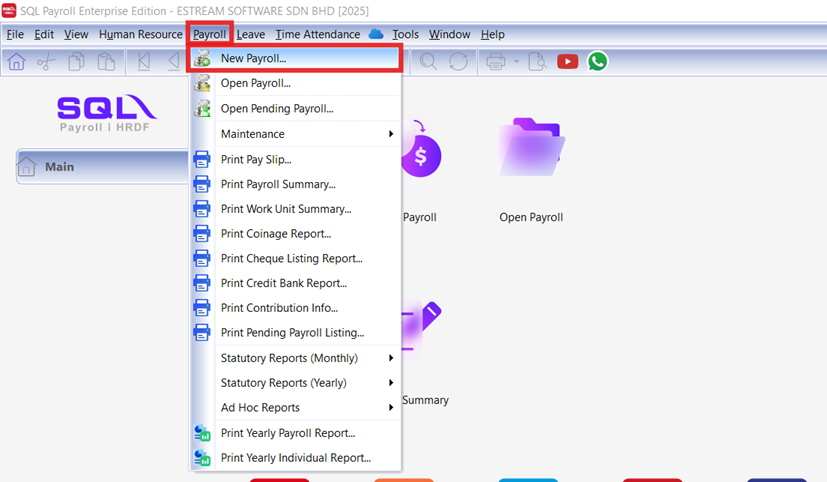 SQL Payroll Enterprise Edition - ESTREAM SOFTWARE SDN BHD [2025]
File Edit View Human Resource Payroll Leave Time Attendance Tools Window Help
New Payroll...
Open Payroll...
Open Pending Payroll...
Maintenance
Print Pay Slip...
Print Payroll Summary...
Print Work Unit Summary...
Print Coinage Report...
Print Cheque Listing Report...
Print Credit Bank Report...
Print Contribution Info...
Print Pending Payroll Listing...
Statutory Reports (Monthly)
Statutory Reports (Yearly)
Ad Hoc Reports
Print Yearly Payroll Report...
Print Yearly Individual Report...
SQL
Payroll | HRDF
Main
$
Payroll
Open Payroll
Summary